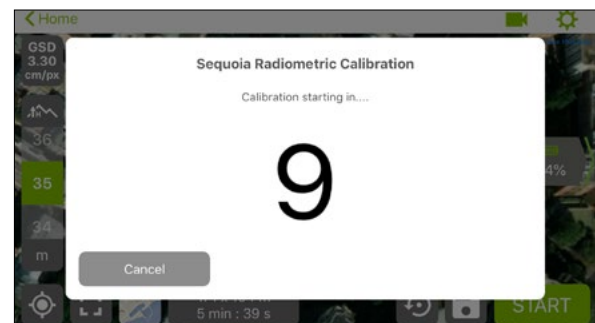 Home
GSD
3.30
cm/px
Sequoia Radiometric Calibration
Calibration starting in....
36
9
4%
35
34
m
Cancel
5 min : 39 s
START